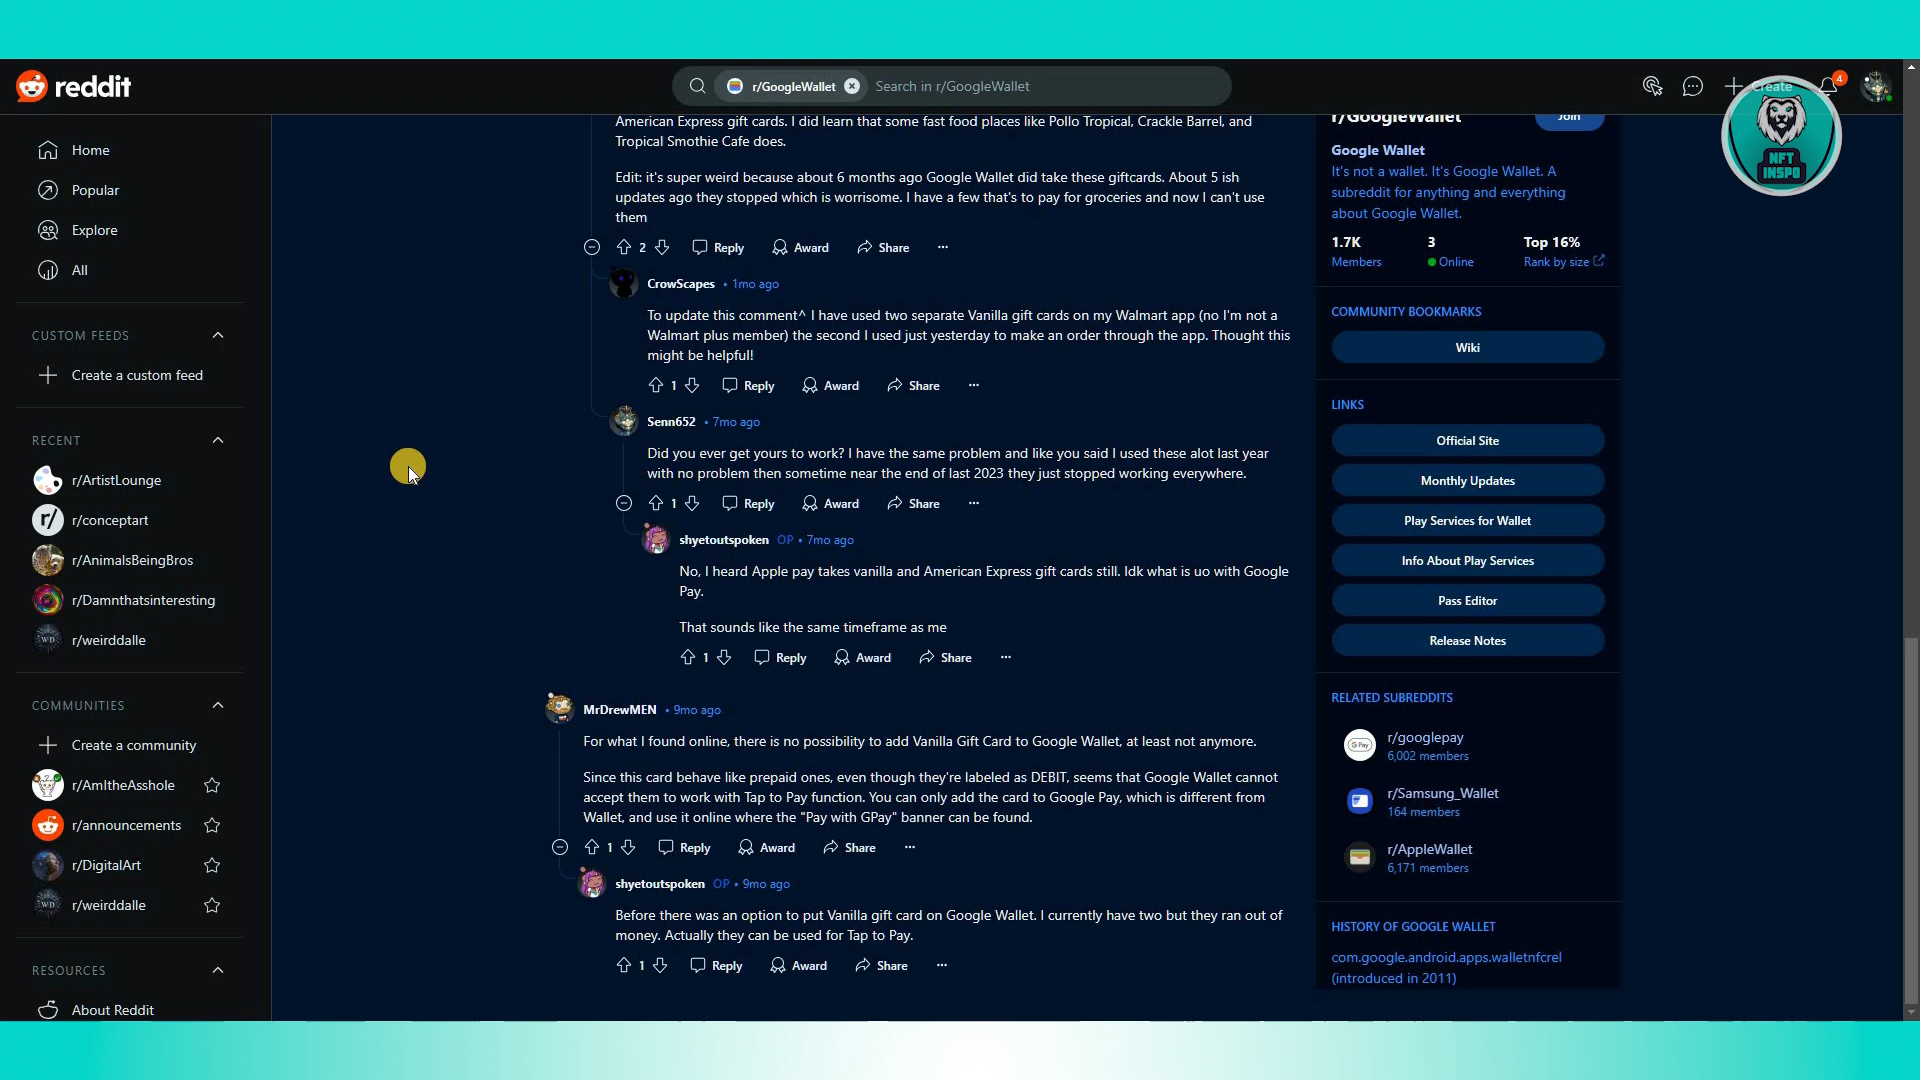 reddit
r/GoogleWallet
Search in r/GoogleWallet
Create
4
NFT
INSPO
Home
Popular
Explore
All
CUSTOM FEEDS
Create a custom feed
RECENT
r/ArtistLounge
r/conceptart
r/AnimalsBeingBros
r/Damnthatsinteresting
r/weirddalle
COMMUNITIES
Create a community
r/AmItheAsshole
r/announcements
r/DigitalArt
r/weirddalle
RESOURCES
About Reddit
American Express gift cards. I did learn that some fast food places like Pollo Tropical, Crackle Barrel, and
Tropical Smothie Cafe does.
Edit: it's super weird because about 6 months ago Google Wallet did take these giftcards. About 5 ish
updates ago they stopped which is worrisome. I have a few that's to pay for groceries and now I can't use
them
2 Reply Award Share ···
CrowScapes • 1mo ago
To update this comment^ I have used two separate Vanilla gift cards on my Walmart app (no I'm not a
Walmart plus member) the second I used just yesterday to make an order through the app. Thought this
might be helpful!
1 Reply Award Share ···
Senn652 • 7mo ago
Did you ever get yours to work? I have the same problem and like you said I used these alot last year
with no problem then sometime near the end of last 2023 they just stopped working everywhere.
1 Reply Award Share ···
shyetoutspoken OP • 7mo ago
No, I heard Apple pay takes vanilla and American Express gift cards still. Idk what is uo with Google
Pay.
That sounds like the same timeframe as me
1 Reply Award Share ···
MrDrewMEN • 9mo ago
For what I found online, there is no possibility to add Vanilla Gift Card to Google Wallet, at least not anymore.
Since this card behave like prepaid ones, even though they're labeled as DEBIT, seems that Google Wallet cannot
accept them to work with Tap to Pay function. You can only add the card to Google Pay, which is different from
Wallet, and use it online where the "Pay with GPay" banner can be found.
1 Reply Award Share ···
shyetoutspoken OP • 9mo ago
Before there was an option to put Vanilla gift card on Google Wallet. I currently have two but they ran out of
money. Actually they can be used for Tap to Pay.
1 Reply Award Share ···
r/GoogleWallet
Join
Google Wallet
It's not a wallet. It's Google Wallet. A
subreddit for anything and everything
about Google Wallet.
1.7K 3 Top 16%
Members Online Rank by size
COMMUNITY BOOKMARKS
Wiki
LINKS
Official Site
Monthly Updates
Play Services for Wallet
Info About Play Services
Pass Editor
Release Notes
RELATED SUBREDDITS
r/googlepay
6,002 members
r/Samsung_Wallet
164 members
r/AppleWallet
6,171 members
HISTORY OF GOOGLE WALLET
com.google.android.apps.walletnfcrel
(introduced in 2011)